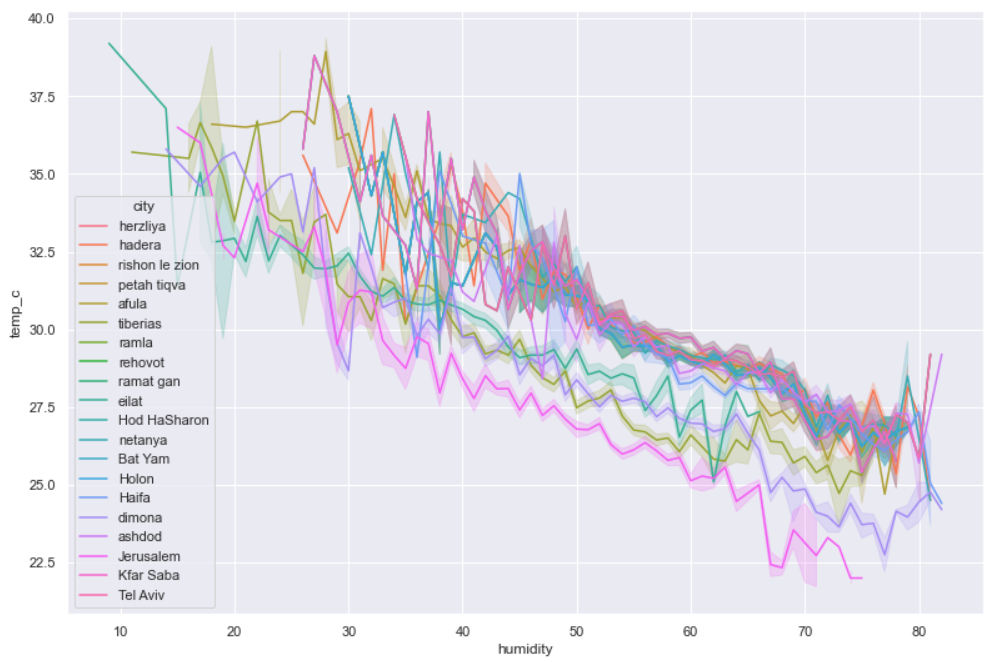 40.0
37.5
35.0
32.5
30.0
27.5
25.0
22.5
temp_c
city
herzliya
hadera
rishon le zion
petah tiqva
afula
tiberias
ramla
rehovot
ramat gan
eilat
Hod HaSharon
netanya
Bat Yam
Holon
Haifa
dimona
ashdod
Jerusalem
Kfar Saba
Tel Aviv
10 20 30 40 50 60 70 80
humidity